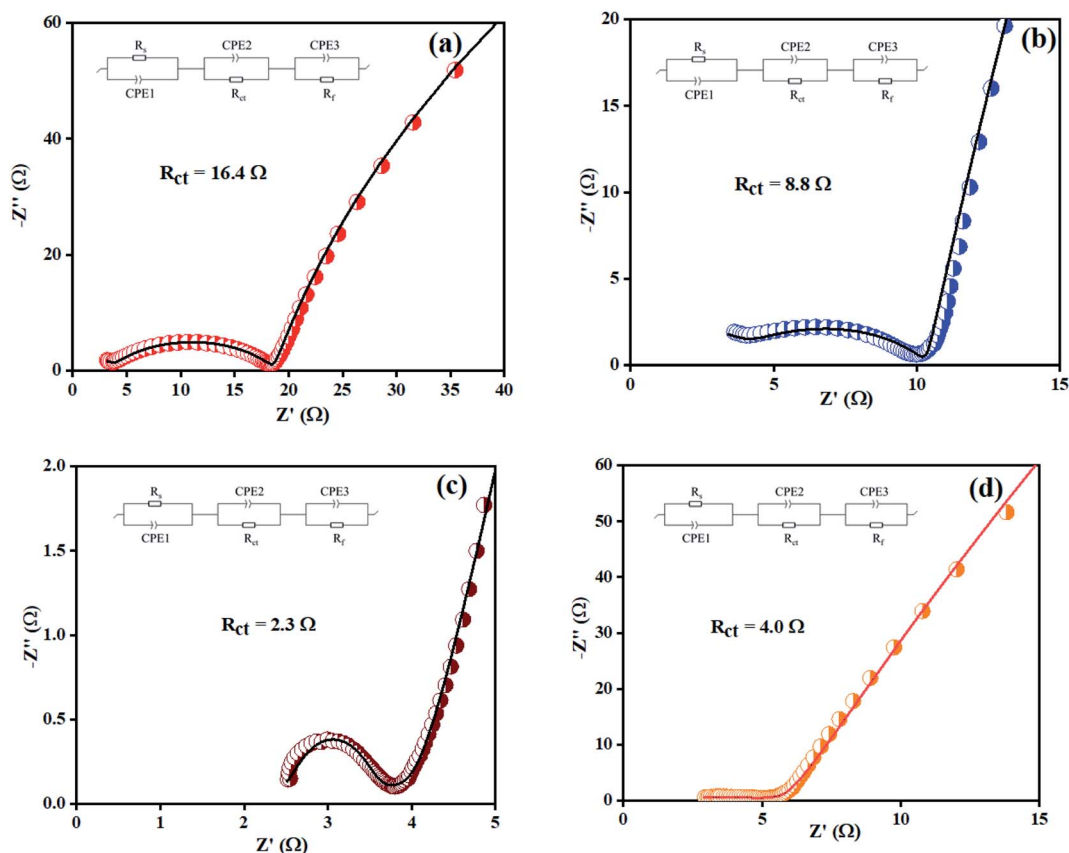 (a)
R_s CPE2 CPE3
CPE1 R_ct R_f
R_ct = 16.4 Ω
-Z'' (Ω)
60
40
20
0
0 5 10 15 20 25 30 35 40
Z' (Ω)
(b)
R_s CPE2 CPE3
CPE1 R_ct R_f
R_ct = 8.8 Ω
-Z'' (Ω)
20
15
10
5
0
0 5 10 15
Z' (Ω)
(c)
R_s CPE2 CPE3
CPE1 R_ct R_f
R_ct = 2.3 Ω
-Z'' (Ω)
2.0
1.5
1.0
0.5
0.0
0 1 2 3 4 5
Z' (Ω)
(d)
R_s CPE2 CPE3
CPE1 R_ct R_f
R_ct = 4.0 Ω
-Z'' (Ω)
60
50
40
30
20
10
0
0 5 10 15
Z' (Ω)